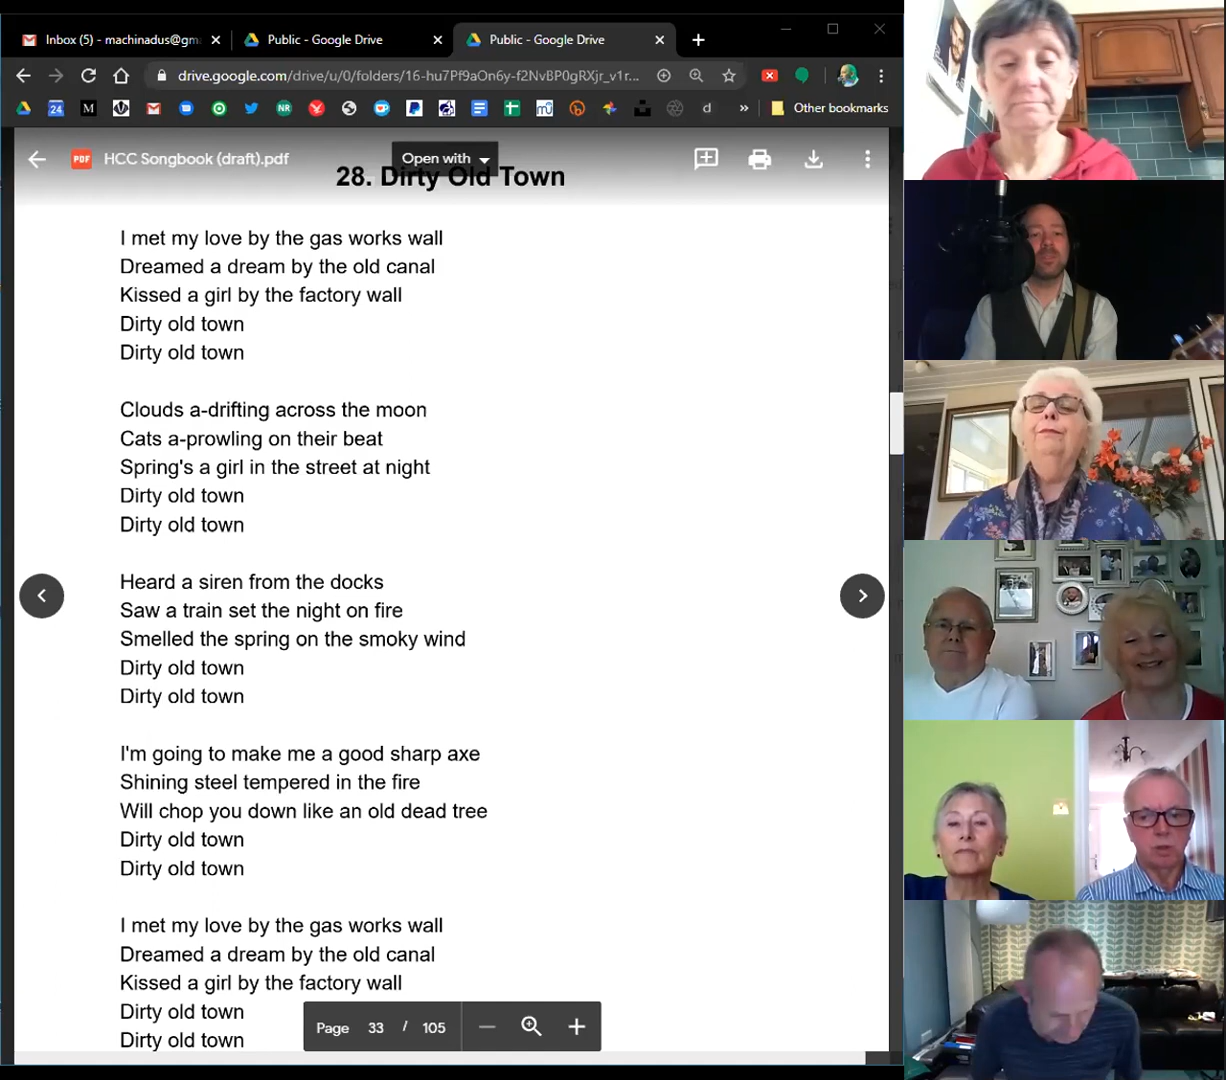 Inbox (5) - machinadus@gm
Public - Google Drive
Public - Google Drive
drive.google.com/drive/u/0/folders/16-hu7Pf9aOn6y-f2NvBP0gRXjr_v1r...
24
M
NR
d
»
Other bookmarks
PDF
HCC Songbook (draft).pdf
Open with
28. Dirty Old Town
I met my love by the gas works wall
Dreamed a dream by the old canal
Kissed a girl by the factory wall
Dirty old town
Dirty old town
Clouds a-drifting across the moon
Cats a-prowling on their beat
Spring's a girl in the street at night
Dirty old town
Dirty old town
Heard a siren from the docks
Saw a train set the night on fire
Smelled the spring on the smoky wind
Dirty old town
Dirty old town
I'm going to make me a good sharp axe
Shining steel tempered in the fire
Will chop you down like an old dead tree
Dirty old town
Dirty old town
I met my love by the gas works wall
Dreamed a dream by the old canal
Kissed a girl by the factory wall
Dirty old town
Dirty old town
Page 33 / 105